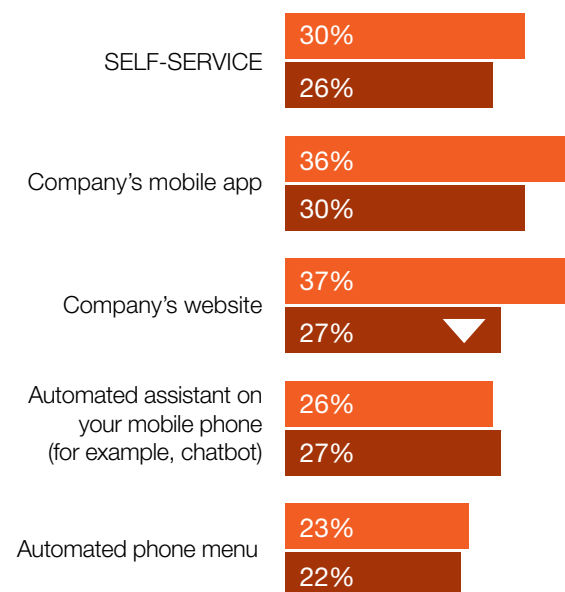 SELF-SERVICE
30%
26%
Company’s mobile app
36%
30%
Company’s website
37%
27%
Automated assistant on
your mobile phone
(for example, chatbot)
26%
27%
Automated phone menu
23%
22%